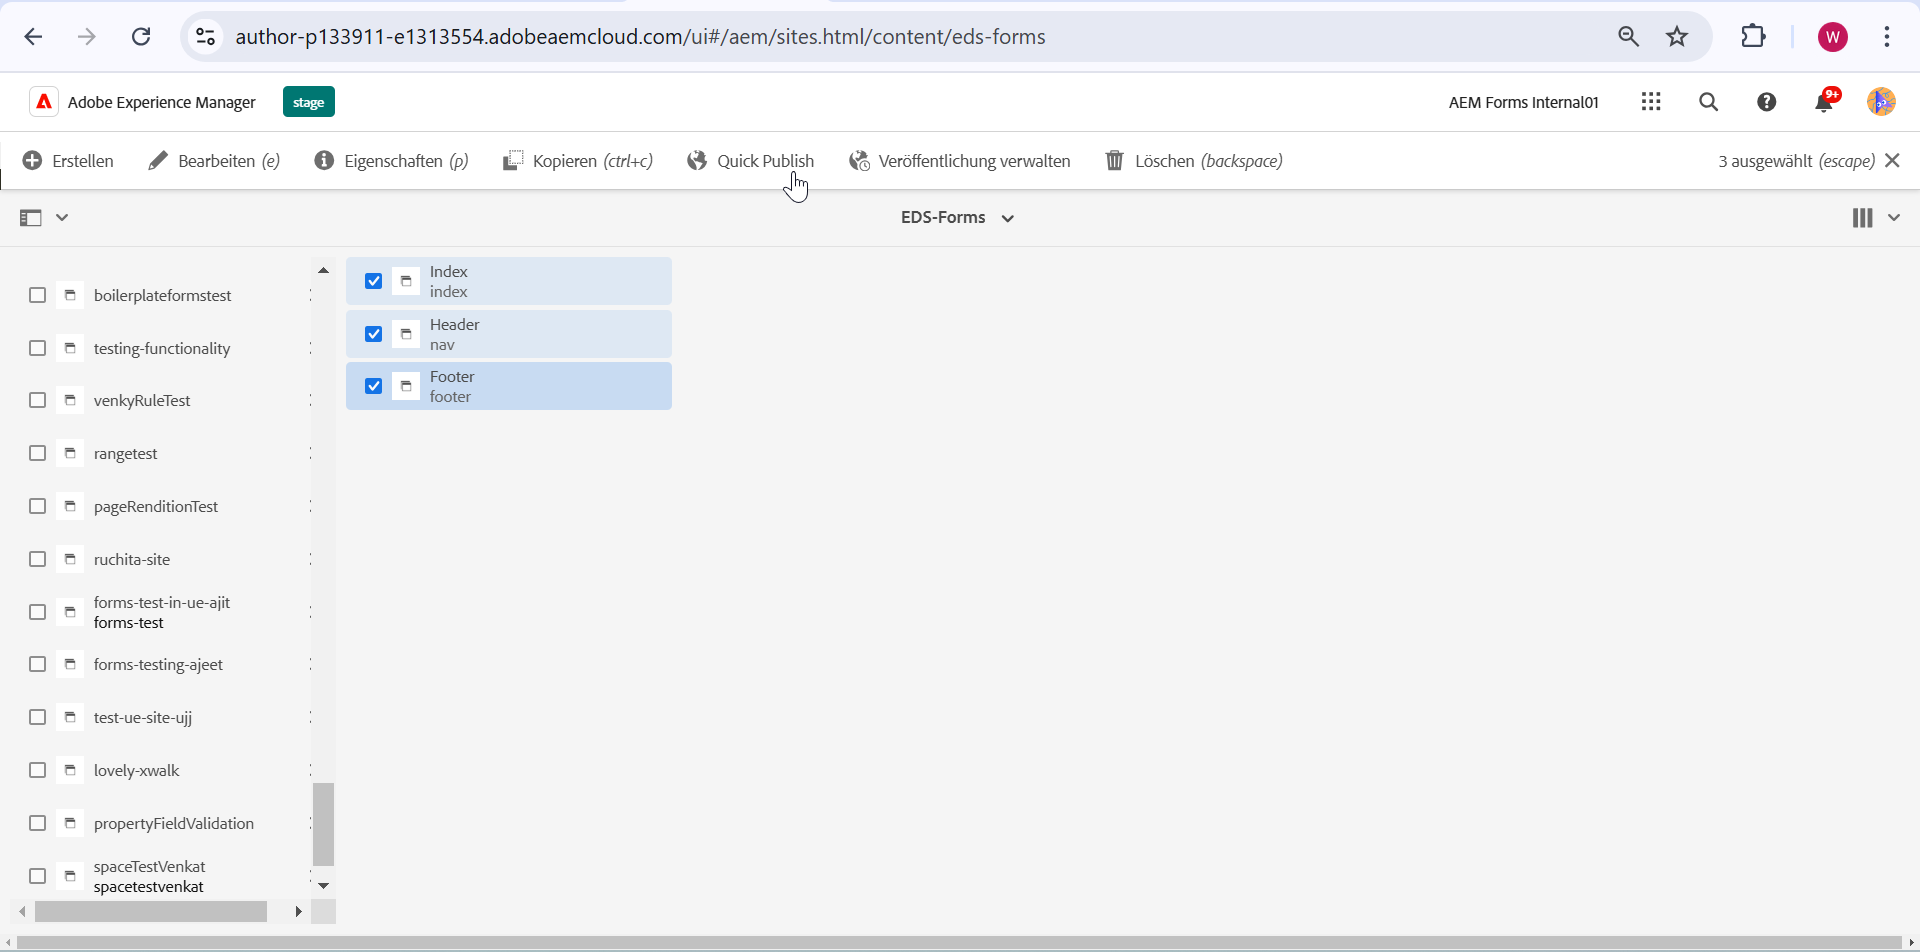 author-p133911-e1313554.adobeaemcloud.com/ui#/aem/sites.html/content/eds-forms
W
Adobe Experience Manager
stage
AEM Forms Internal01
9+
Erstellen
Bearbeiten (e)
Eigenschaften (p)
Kopieren (ctrl+c)
Quick Publish
Veröffentlichung verwalten
Löschen (backspace)
3 ausgewählt (escape)
EDS-Forms
boilerplateformstest
testing-functionality
venkyRuleTest
rangetest
pageRenditionTest
ruchita-site
forms-test-in-ue-ajit
forms-test
forms-testing-ajeet
test-ue-site-ujj
lovely-xwalk
propertyFieldValidation
spaceTestVenkat
spacetestvenkat
Index
index
Header
nav
Footer
footer